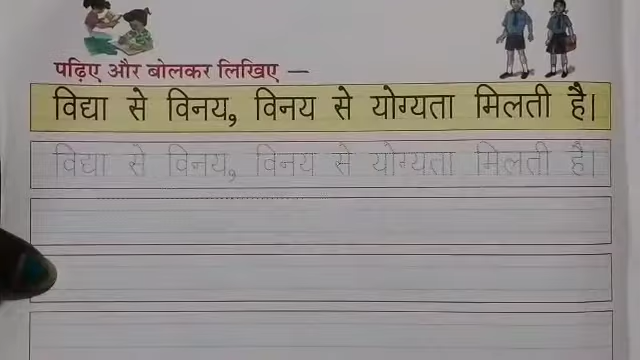 पढ़िए और बोलकर लिखिए —
विद्या से विनय, विनय से योग्यता मिलती है।
विद्या से विनय, विनय से योग्यता मिलती है।